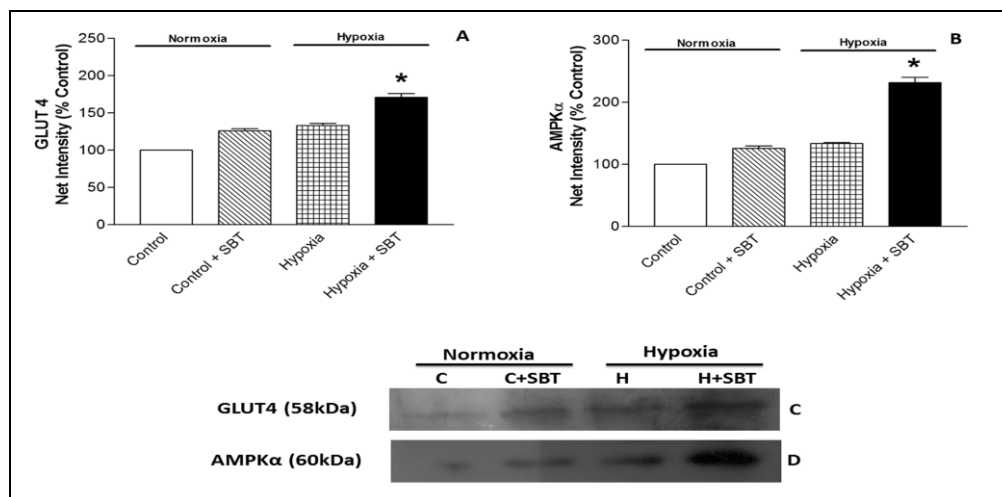 A
Normoxia Hypoxia
GLUT 4
Net Intensity (% Control)
250
200
150
100
50
0
Control
Control + SBT
Hypoxia
Hypoxia + SBT
*
B
Normoxia Hypoxia
AMPKα
Net Intensity (% Control)
300
200
100
0
Control
Control + SBT
Hypoxia
Hypoxia + SBT
*
Normoxia Hypoxia
C C+SBT H H+SBT
GLUT4 (58kDa) C
AMPKα (60kDa) D